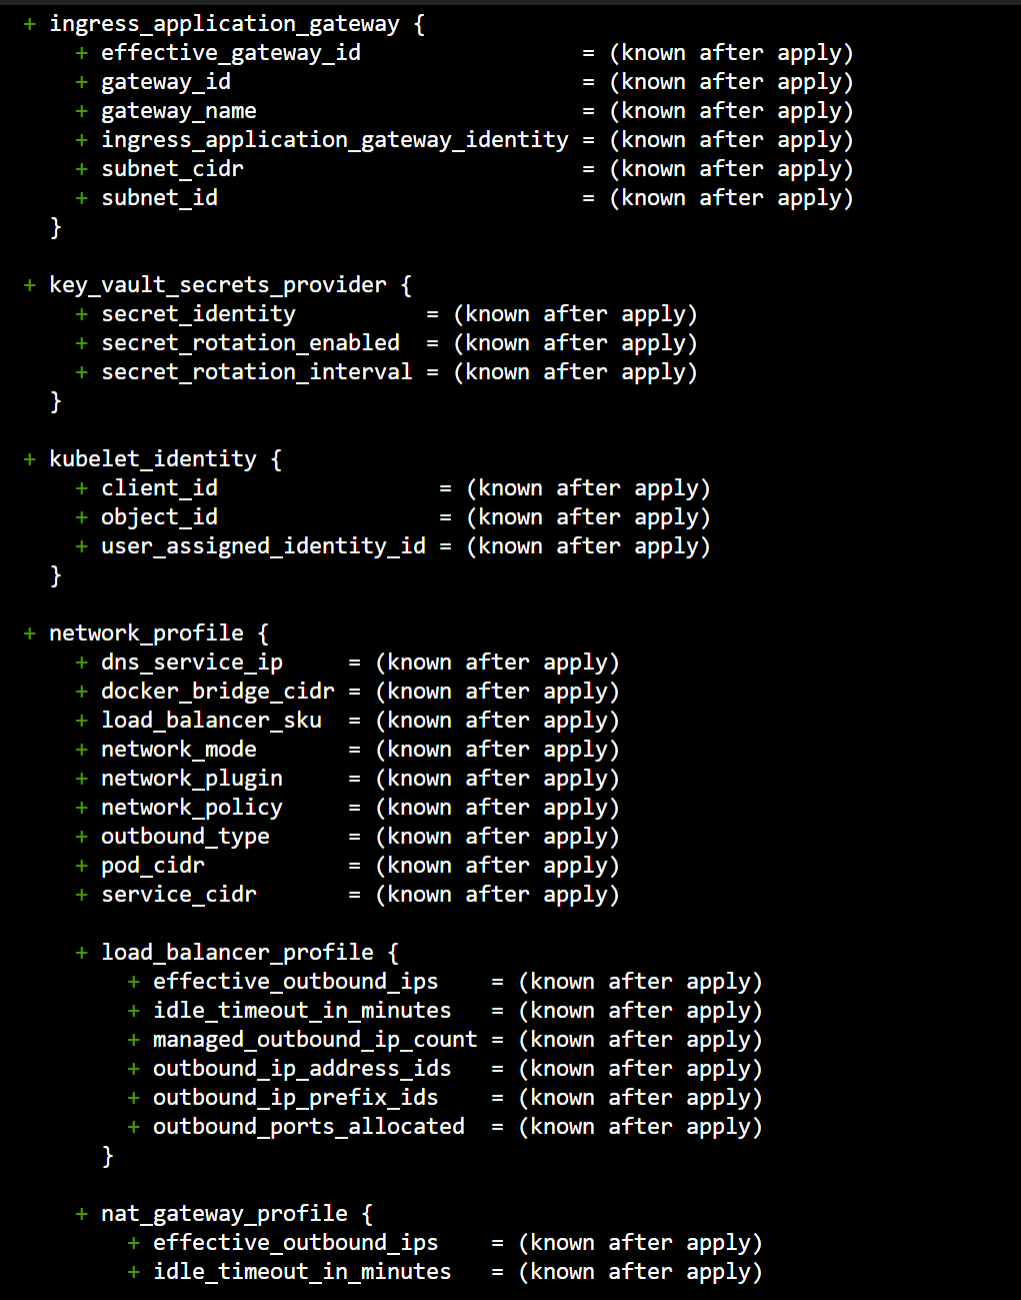 + ingress_application_gateway {
+ effective_gateway_id = (known after apply)
+ gateway_id = (known after apply)
+ gateway_name = (known after apply)
+ ingress_application_gateway_identity = (known after apply)
+ subnet_cidr = (known after apply)
+ subnet_id = (known after apply)
}
+ key_vault_secrets_provider {
+ secret_identity = (known after apply)
+ secret_rotation_enabled = (known after apply)
+ secret_rotation_interval = (known after apply)
}
+ kubelet_identity {
+ client_id = (known after apply)
+ object_id = (known after apply)
+ user_assigned_identity_id = (known after apply)
}
+ network_profile {
+ dns_service_ip = (known after apply)
+ docker_bridge_cidr = (known after apply)
+ load_balancer_sku = (known after apply)
+ network_mode = (known after apply)
+ network_plugin = (known after apply)
+ network_policy = (known after apply)
+ outbound_type = (known after apply)
+ pod_cidr = (known after apply)
+ service_cidr = (known after apply)
+ load_balancer_profile {
+ effective_outbound_ips = (known after apply)
+ idle_timeout_in_minutes = (known after apply)
+ managed_outbound_ip_count = (known after apply)
+ outbound_ip_address_ids = (known after apply)
+ outbound_ip_prefix_ids = (known after apply)
+ outbound_ports_allocated = (known after apply)
}
+ nat_gateway_profile {
+ effective_outbound_ips = (known after apply)
+ idle_timeout_in_minutes = (known after apply)